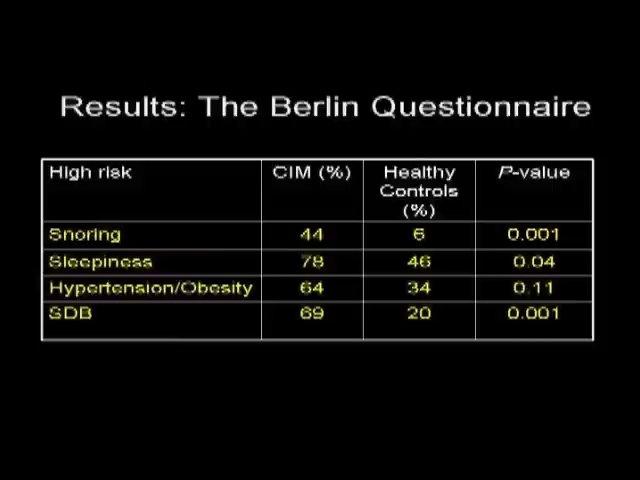 Results: The Berlin Questionnaire
High risk CIM (%) Healthy Controls (%) P-value
Snoring 44 6 0.001
Sleepiness 78 46 0.04
Hypertension/Obesity 64 34 0.11
SDB 69 20 0.001